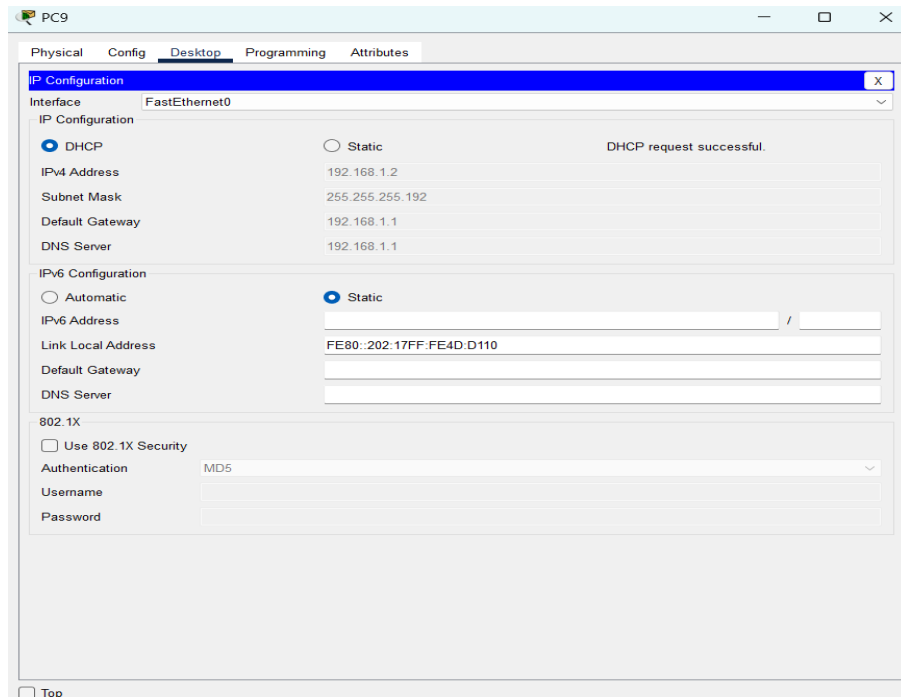 PC9
Physical Config Desktop Programming Attributes
IP Configuration X
Interface FastEthernet0
IP Configuration
DHCP Static DHCP request successful.
IPv4 Address 192.168.1.2
Subnet Mask 255.255.255.192
Default Gateway 192.168.1.1
DNS Server 192.168.1.1
IPv6 Configuration
Automatic Static
IPv6 Address /
Link Local Address FE80::202:17FF:FE4D:D110
Default Gateway
DNS Server
802.1X
Use 802.1X Security
Authentication MD5
Username
Password
Top